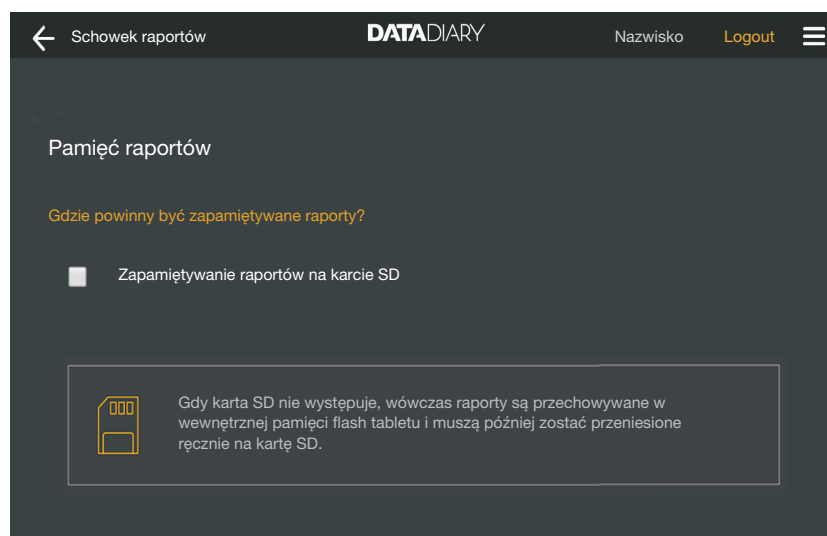 Schowek raportów
DATADIARY
Nazwisko
Logout
Pamięć raportów
Gdzie powinny być zapamiętywane raporty?
Zapamiętywanie raportów na karcie SD
Gdy karta SD nie występuje, wówczas raporty są przechowywane w
wewnętrznej pamięci flash tabletu i muszą później zostać przeniesione
ręcznie na kartę SD.